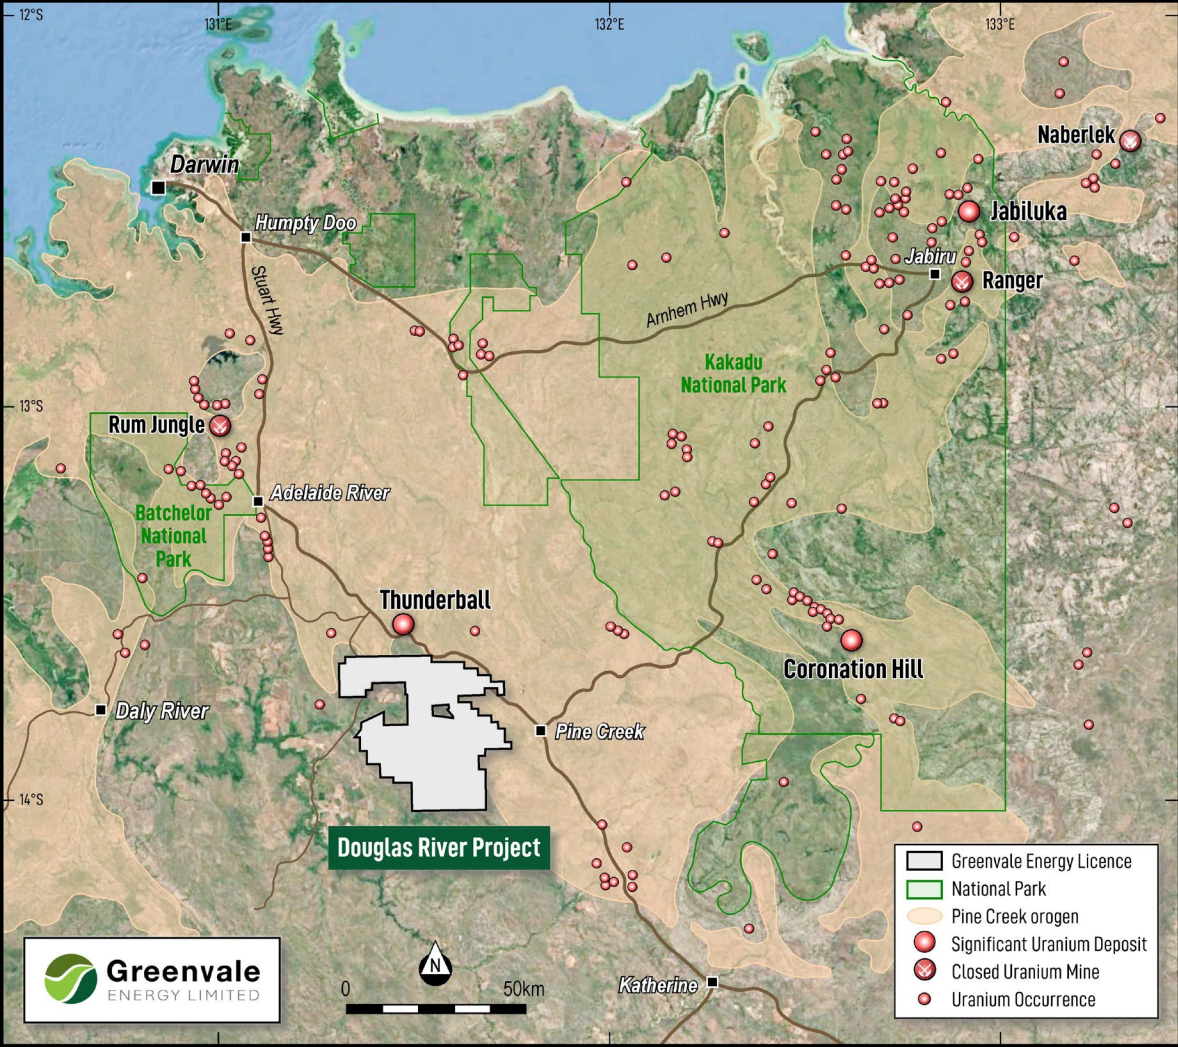 12°S
131°E
132°E
133°E
Naberlek
Darwin
Jabiluka
Humpty Doo
Jabiru
Ranger
Stuart Hwy
Arnhem Hwy
Kakadu
National Park
13°S
Rum Jungle
Adelaide River
Batchelor
National
Park
Thunderball
Coronation Hill
Daly River
Pine Creek
14°S
Douglas River Project
Greenvale Energy Licence
National Park
Pine Creek orogen
Significant Uranium Deposit
Closed Uranium Mine
Uranium Occurrence
Greenvale
ENERGY LIMITED
N
0 50km
Katherine